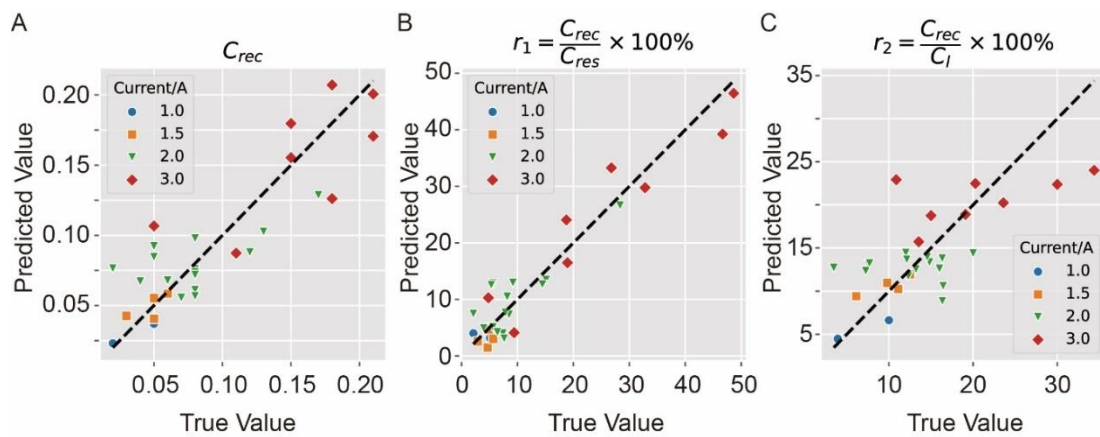 A
C_rec
Current/A
1.0
1.5
2.0
3.0
0.20
0.15
0.10
0.05
0.05 0.10 0.15 0.20
Predicted Value
True Value
B
r_1 = C_rec/C_res × 100%
Current/A
1.0
1.5
2.0
3.0
50
40
30
20
10
0
0 10 20 30 40 50
Predicted Value
True Value
C
r_2 = C_rec/C_I × 100%
35
25
15
5
Current/A
1.0
1.5
2.0
3.0
10 20 30
Predicted Value
True Value